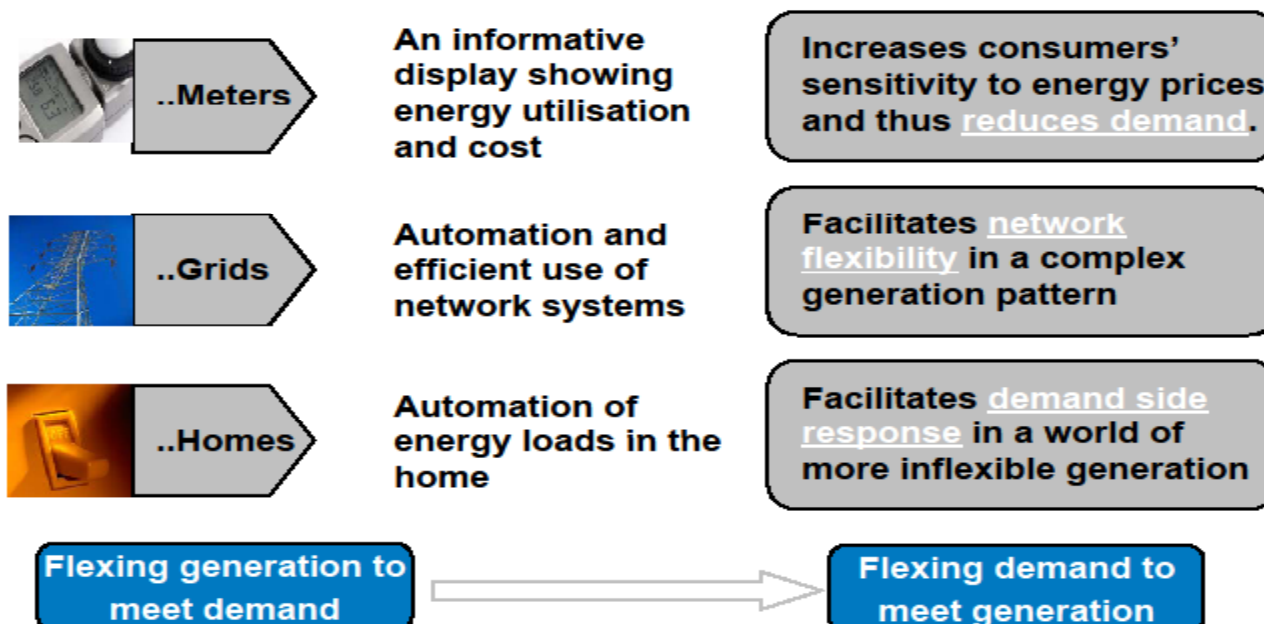 ..Meters
An informative
display showing
energy utilisation
and cost
Increases consumers’
sensitivity to energy prices
and thus reduces demand.
..Grids
Automation and
efficient use of
network systems
Facilitates network
flexibility in a complex
generation pattern
..Homes
Automation of
energy loads in the
home
Facilitates demand side
response in a world of
more inflexible generation
Flexing generation to
meet demand
Flexing demand to
meet generation